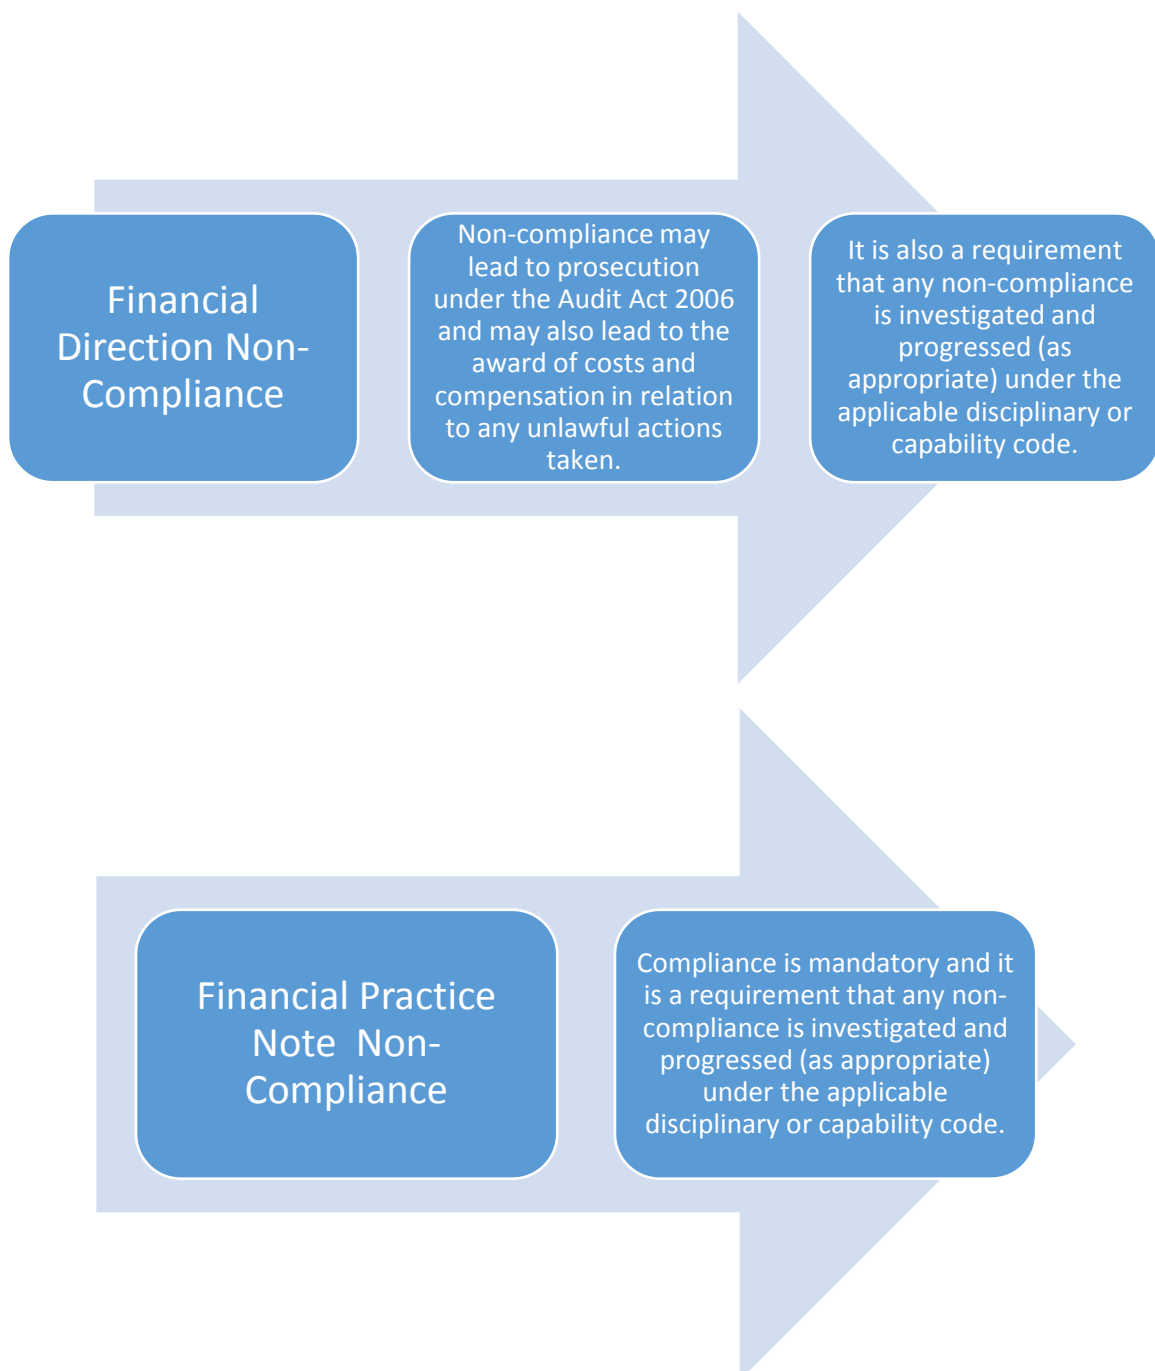 Financial
Direction Non-
Compliance
Non-compliance may
lead to prosecution
under the Audit Act 2006
and may also lead to the
award of costs and
compensation in relation
to any unlawful actions
taken.
It is also a requirement
that any non-compliance
is investigated and
progressed (as
appropriate) under the
applicable disciplinary or
capability code.
Financial Practice
Note  Non-
Compliance
Compliance is mandatory and it
is a requirement that any non-
compliance is investigated and
progressed (as appropriate)
under the applicable
disciplinary or capability code.